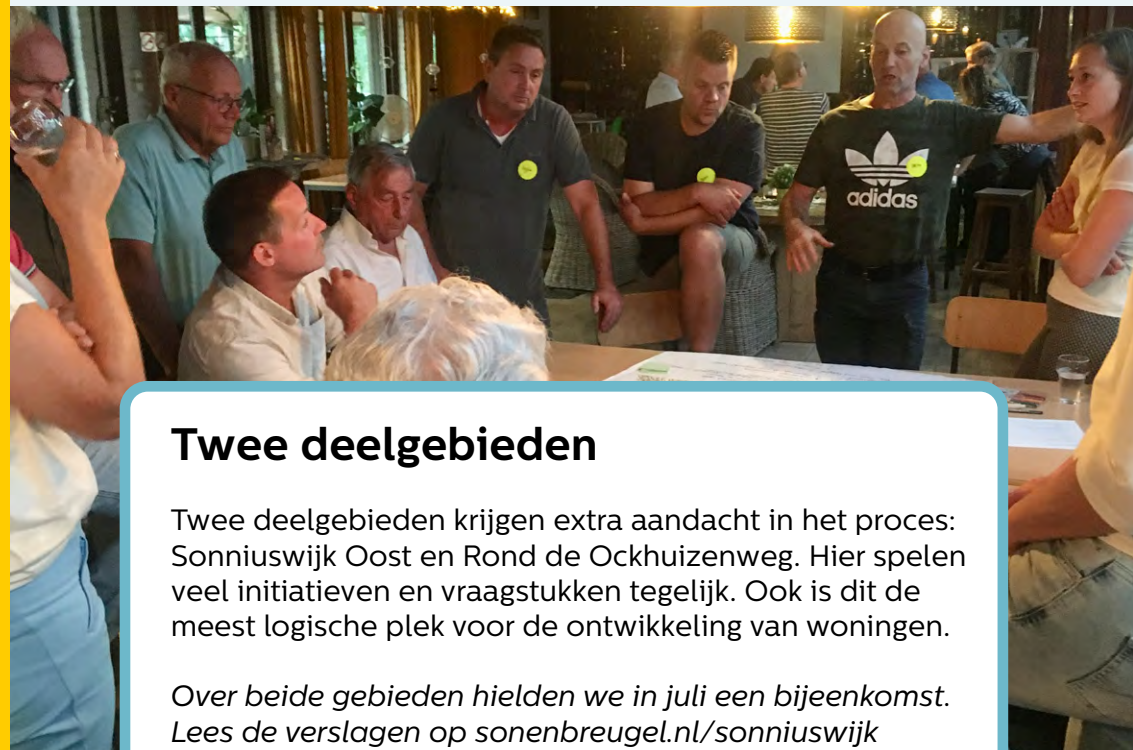 adidas
Twee deelgebieden
Twee deelgebieden krijgen extra aandacht in het proces:
Sonniuswijk Oost en Rond de Ockhuizenweg. Hier spelen
veel initiatieven en vraagstukken tegelijk. Ook is dit de
meest logische plek voor de ontwikkeling van woningen.
Over beide gebieden hielden we in juli een bijeenkomst.
Lees de verslagen op sonenbreugel.nl/sonniuswijk